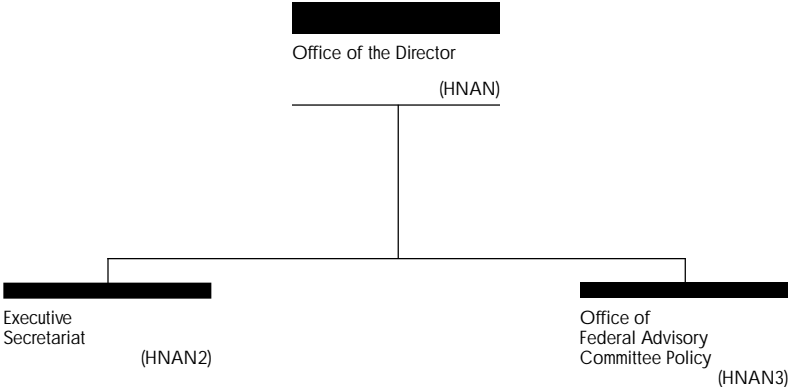 Office of the Director
(HNAN)
Executive
Secretariat
(HNAN2)
Office of
Federal Advisory
Committee Policy
(HNAN3)